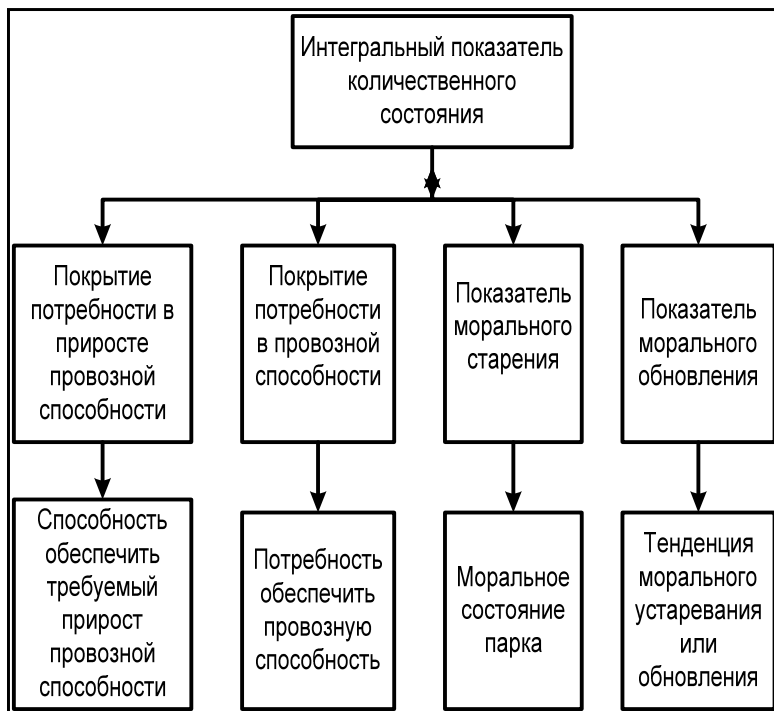 Интегральный показатель
количественного
состояния
Покрытие
потребности в
приросте
провозной
способности
Покрытие
потребности
в провозной
способности
Показатель
морального
старения
Показатель
морального
обновления
Способность
обеспечить
требуемый
прирост
провозной
способности
Потребность
обеспечить
провозную
способность
Моральное
состояние
парка
Тенденция
морального
устаревания
или
обновления